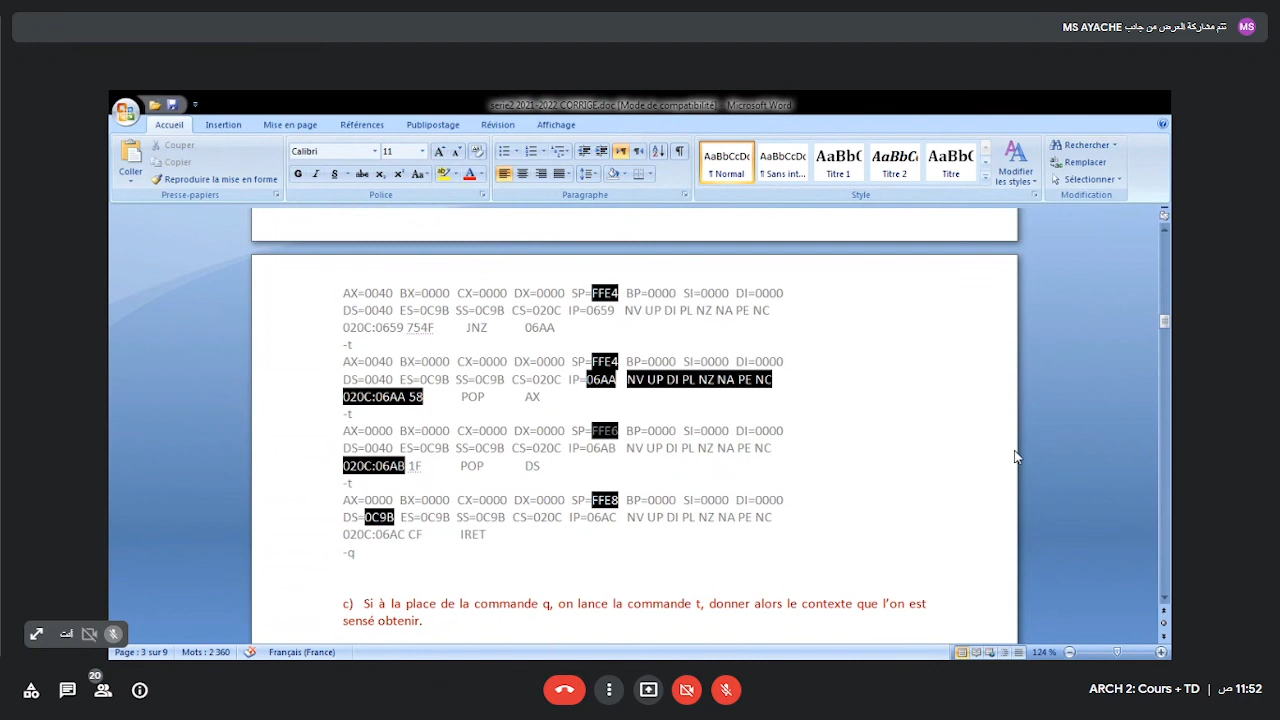 تتم مشاركة العرض من جانب MS AYACHE
MS
serie2 2021-2022 CORRIGE.doc [Mode de compatibilité] - Microsoft Word
Accueil Insertion Mise en page Références Publipostage Révision Affichage
Coller
Couper
Copier
Reproduire la mise en forme
Presse-papiers
Calibri 11
Police
Paragraphe
AaBbCcDc AaBbCcDc AaBbC AaBbCc AaBbC
¶ Normal ¶ Sans int... Titre 1 Titre 2 Titre
Modifier les styles
Style
Rechercher
Remplacer
Sélectionner
Modification
AX=0040 BX=0000 CX=0000 DX=0000 SP=FFE4 BP=0000 SI=0000 DI=0000
DS=0040 ES=0C9B SS=0C9B CS=020C IP=0659 NV UP DI PL NZ NA PE NC
020C:0659 754F JNZ 06AA
-t
AX=0040 BX=0000 CX=0000 DX=0000 SP=FFE4 BP=0000 SI=0000 DI=0000
DS=0040 ES=0C9B SS=0C9B CS=020C IP=06AA NV UP DI PL NZ NA PE NC
020C:06AA 58 POP AX
-t
AX=0000 BX=0000 CX=0000 DX=0000 SP=FFE6 BP=0000 SI=0000 DI=0000
DS=0040 ES=0C9B SS=0C9B CS=020C IP=06AB NV UP DI PL NZ NA PE NC
020C:06AB 1F POP DS
-t
AX=0000 BX=0000 CX=0000 DX=0000 SP=FFE8 BP=0000 SI=0000 DI=0000
DS=0C9B ES=0C9B SS=0C9B CS=020C IP=06AC NV UP DI PL NZ NA PE NC
020C:06AC CF IRET
-q
c) Si à la place de la commande q, on lance la commande t, donner alors le contexte que l'on est
sensé obtenir.
أنت
Page : 3 sur 9 Mots : 2 360 Français (France) 124 %
20
ARCH 2: Cours + TD | 11:52 ص